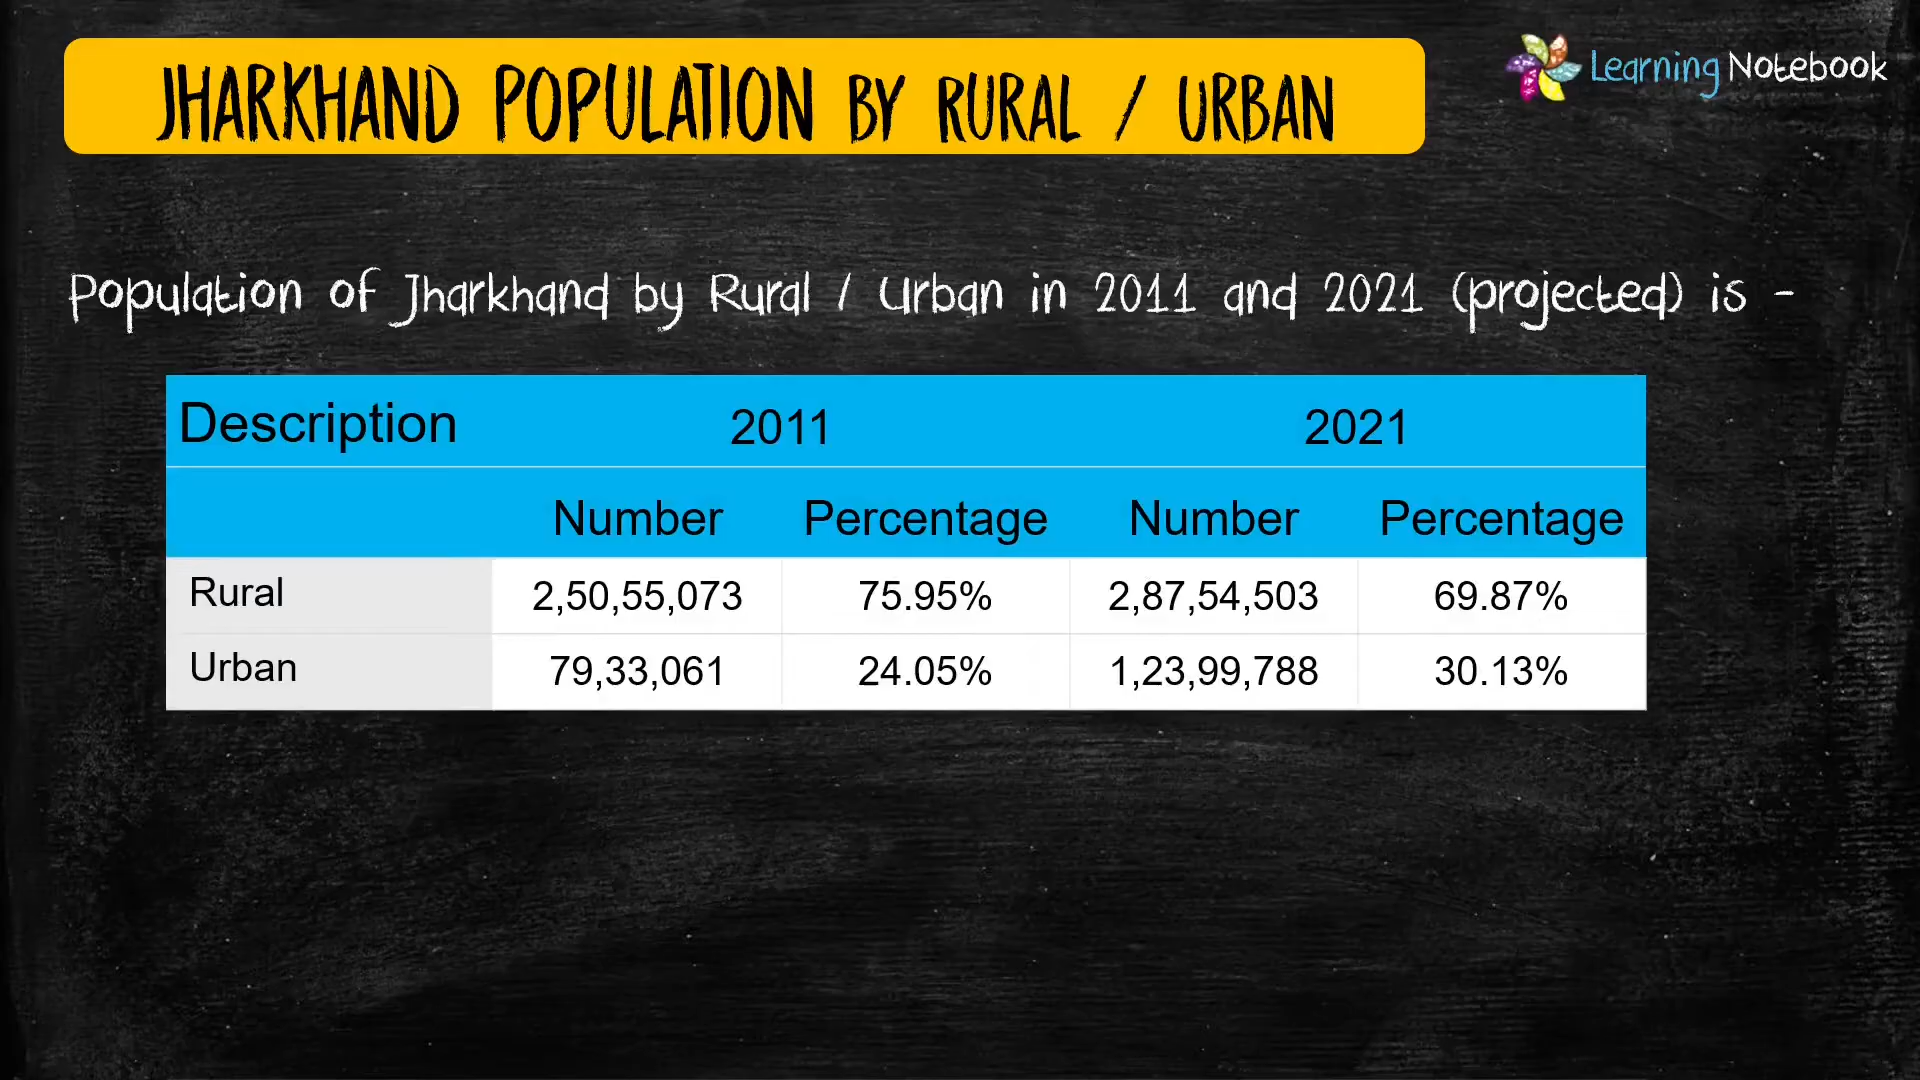 JHARKHAND POPULATION BY RURAL / URBAN
Learning Notebook
Population of Jharkhand by Rural / Urban in 2011 and 2021 (projected) is -
Description 2011 2021
Number Percentage Number Percentage
Rural 2,50,55,073 75.95% 2,87,54,503 69.87%
Urban 79,33,061 24.05% 1,23,99,788 30.13%